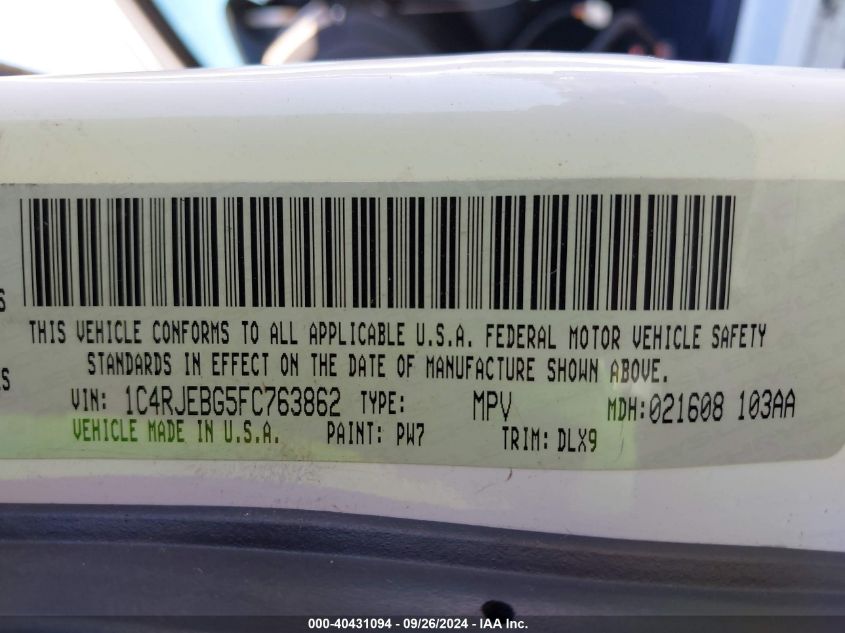 S
THIS VEHICLE CONFORMS TO ALL APPLICABLE U.S.A. FEDERAL MOTOR VEHICLE SAFETY
STANDARDS IN EFFECT ON THE DATE OF MANUFACTURE SHOWN ABOVE.
ES
VIN: 1C4RJEBG5FC763862 TYPE: MPV MDH:021608 103AA
VEHICLE MADE IN U.S.A. PAINT: PW7 TRIM: DLX9
000-40431094 - 09/26/2024 - IAA Inc.